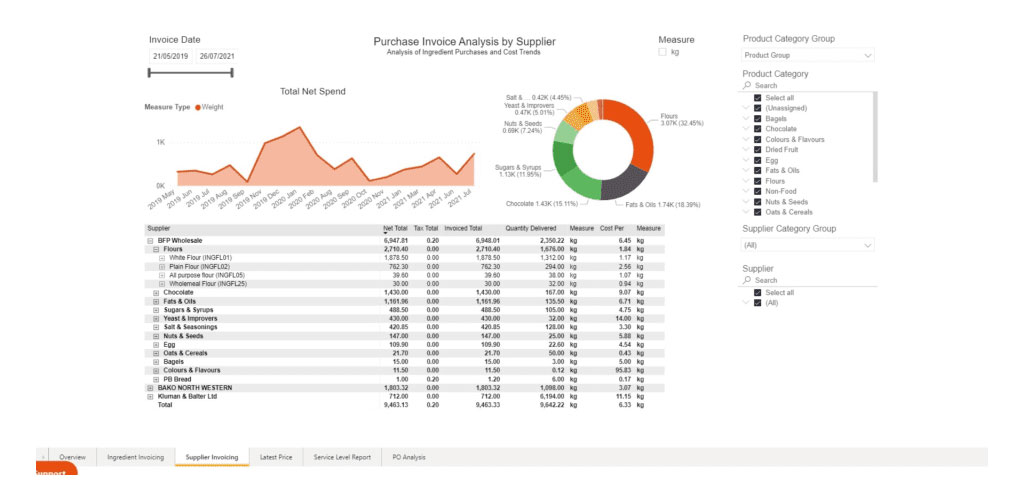 Invoice Date
21/05/2019 26/07/2021
Purchase Invoice Analysis by Supplier
Analysis of Ingredient Purchases and Cost Trends
Measure
kg
Product Category Group
Product Group
Product Category
Search
Select all
(Unassigned)
Bagels
Chocolate
Colours & Flavours
Dried Fruit
Egg
Fats & Oils
Flours
Non-Food
Nuts & Seeds
Oats & Cereals
Supplier Category Group
(All)
Supplier
Search
Select all
(All)
Total Net Spend
Measure Type Weight
1K
0K
2019 May
2019 Jun
2019 Jul
2019 Aug
2019 Sep
2019 Nov
2019 Dec
2020 Jan
2020 Feb
2020 Aug
2020 Sep
2020 Oct
2020 Nov
2021 Jan
2021 Mar
2021 Apr
2021 Jun
2021 Jul
Salt & ... 0.42K (4.45%)
Yeast & Improvers
0.47K (5.01%)
Nuts & Seeds
0.69K (7.24%)
Sugars & Syrups
1.13K (11.95%)
Chocolate 1.43K (15.11%)
Fats & Oils 1.74K (18.39%)
Flours
3.07K (32.45%)
Supplier Net Total Tax Total Invoiced Total Quantity Delivered Measure Cost Per Measure
BFP Wholesale 6,947.81 0.20 6,948.01 2,350.22 kg 6.45 kg
Flours 2,710.40 0.00 2,710.40 1,676.00 kg 1.84 kg
White Flour (INGFL01) 1,878.50 0.00 1,878.50 1,312.00 kg 1.17 kg
Plain Flour (INGFL02) 762.30 0.00 762.30 294.00 kg 2.56 kg
All purpose flour (INGFL05) 39.60 0.00 39.60 38.00 kg 1.07 kg
Wholemeal Flour (INGFL25) 30.00 0.00 30.00 32.00 kg 0.94 kg
Chocolate 1,430.00 0.00 1,430.00 167.00 kg 9.07 kg
Fats & Oils 1,161.96 0.00 1,161.96 135.50 kg 6.71 kg
Sugars & Syrups 488.50 0.00 488.50 105.00 kg 4.75 kg
Yeast & Improvers 430.00 0.00 430.00 32.00 kg 14.00 kg
Salt & Seasonings 420.85 0.00 420.85 128.00 kg 3.30 kg
Nuts & Seeds 147.00 0.00 147.00 25.00 kg 5.88 kg
Egg 109.90 0.00 109.90 22.60 kg 4.54 kg
Oats & Cereals 21.70 0.00 21.70 50.00 kg 0.43 kg
Bagels 15.00 0.00 15.00 3.00 kg 5.00 kg
Colours & Flavours 11.50 0.00 11.50 0.12 kg 95.83 kg
PB Bread 1.00 0.20 1.20 6.00 kg 0.17 kg
BAKO NORTH WESTERN 1,803.32 0.00 1,803.32 1,098.00 kg 3.07 kg
Kluman & Balter Ltd 712.00 0.00 712.00 6,194.00 kg 11.15 kg
Total 9,463.13 0.20 9,463.33 9,642.22 kg 6.33 kg
Overview Ingredient Invoicing Supplier Invoicing Latest Price Service Level Report PO Analysis